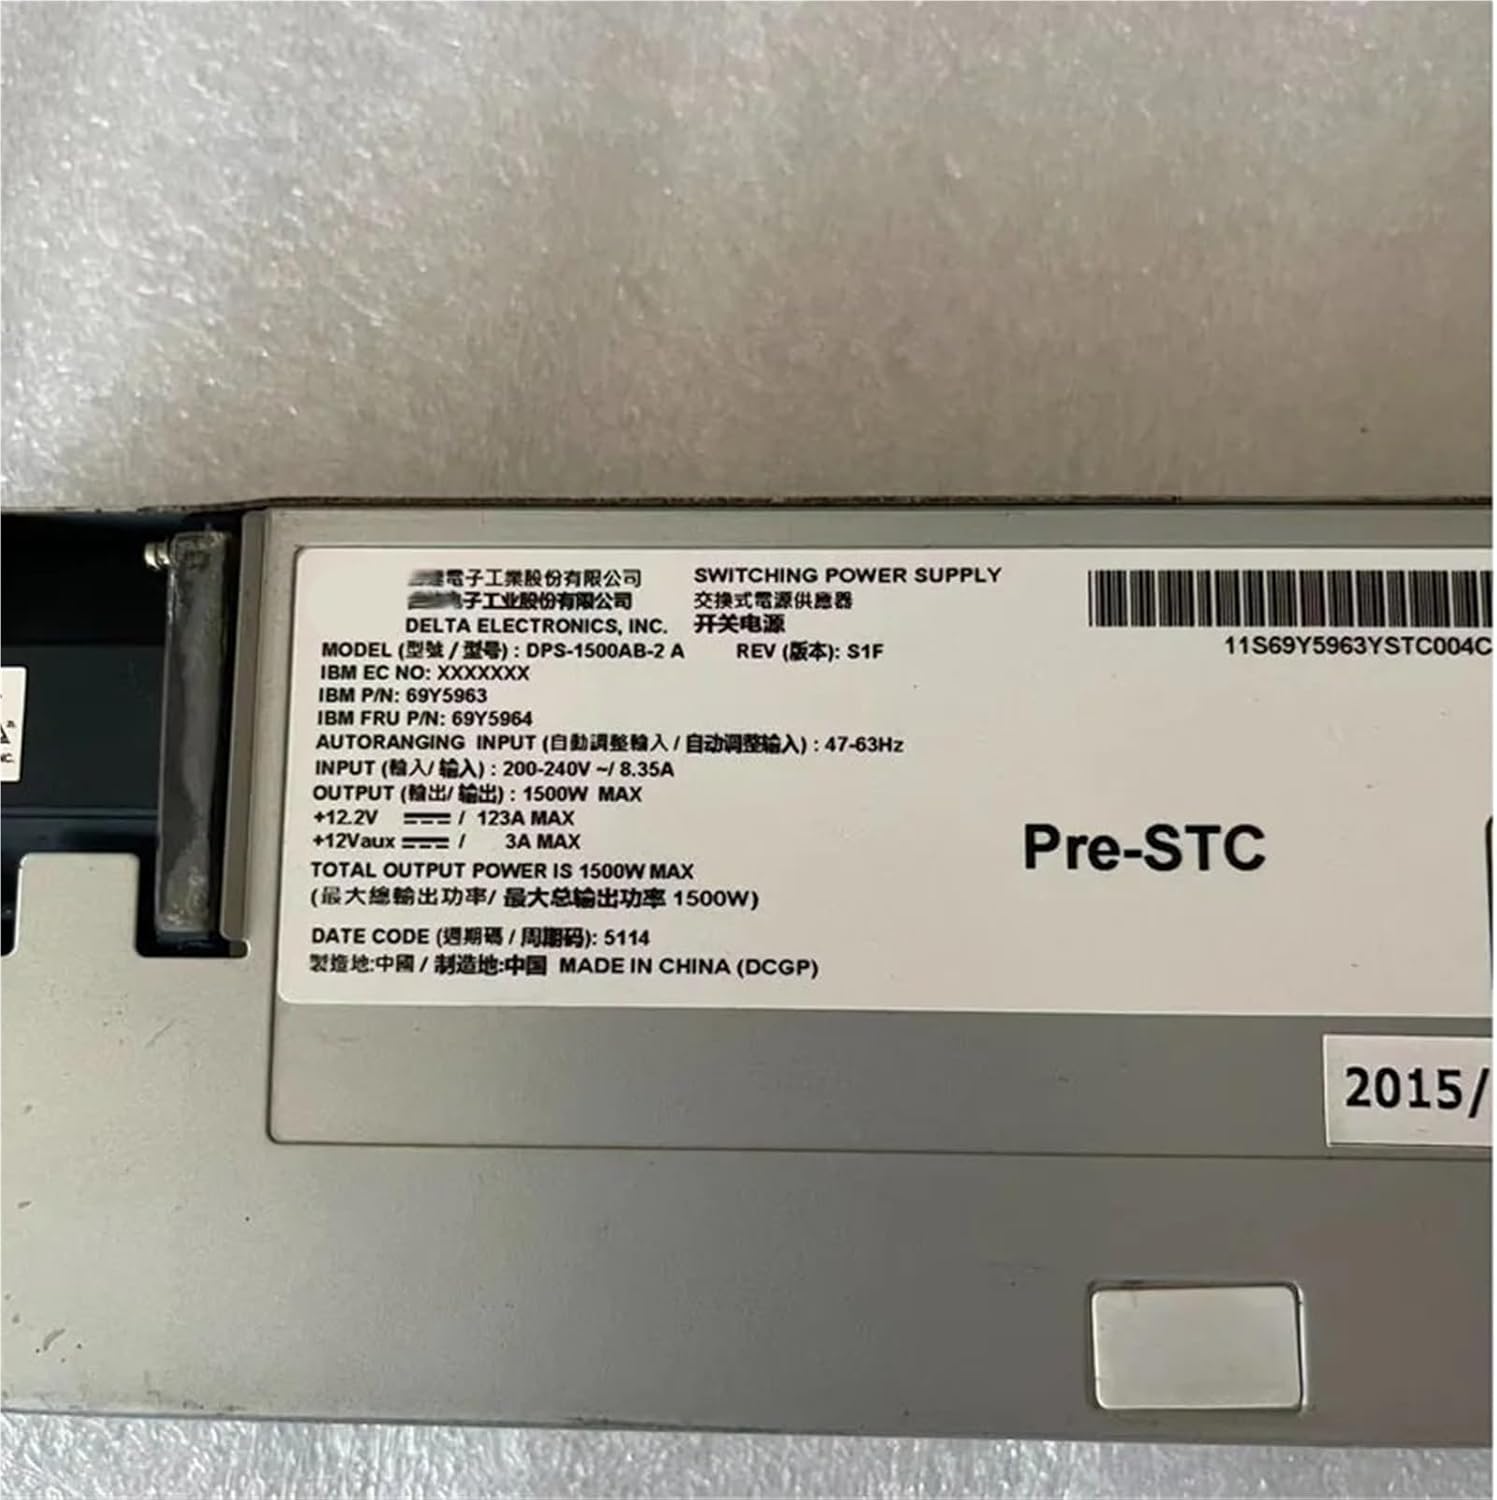 電子工業股份有限公司
子工业股份有限公司
DELTA ELECTRONICS, INC.
SWITCHING POWER SUPPLY
交換式電源供應器
开关电源
MODEL (型號 / 型号) : DPS-1500AB-2 A
REV (版本): S1F
IBM EC NO: XXXXXXX
IBM P/N: 69Y5963
IBM FRU P/N: 69Y5964
AUTORANGING INPUT (自動調整輸入 / 自动调整输入) : 47-63Hz
INPUT (輸入/ 输入) : 200-240V ~/ 8.35A
OUTPUT (輸出/ 输出) : 1500W MAX
+12.2V / 123A MAX
+12Vaux / 3A MAX
TOTAL OUTPUT POWER IS 1500W MAX
(最大總輸出功率/ 最大总输出功率 1500W)
DATE CODE (週期碼 / 周期码): 5114
製造地:中國 / 制造地:中国 MADE IN CHINA (DCGP)
11S69Y5963YSTC004C
Pre-STC
2015/